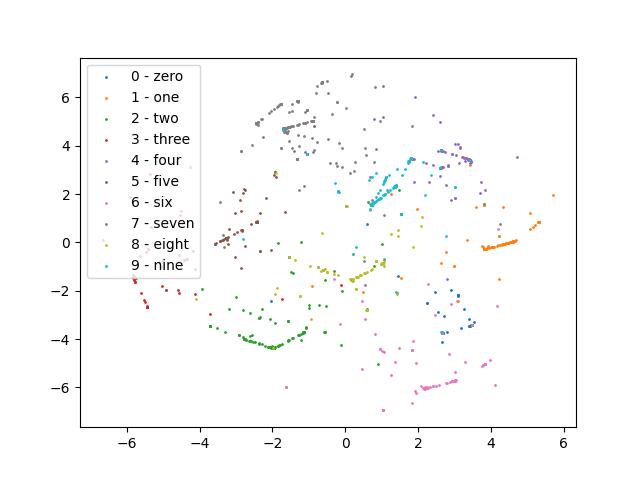 0 - zero
1 - one
2 - two
3 - three
4 - four
5 - five
6 - six
7 - seven
8 - eight
9 - nine
6
4
2
0
−2
−4
−6
−6 −4 −2 0 2 4 6